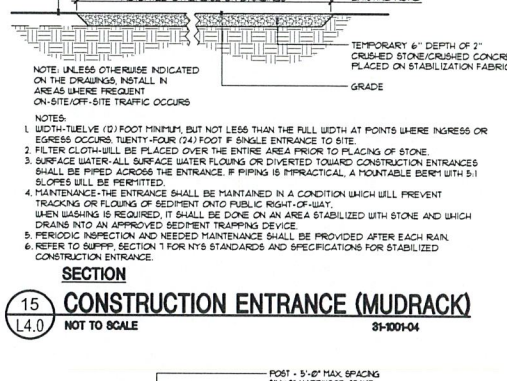 TEMPORARY 6" DEPTH OF 2"
CRUSHED STONE/CRUSHED CONCRE
PLACED ON STABILIZATION FABRIC
GRADE
NOTE: UNLESS OTHERWISE INDICATED
ON THE DRAWINGS, INSTALL IN
AREAS WHERE FREQUENT
ON-SITE/OFF-SITE TRAFFIC OCCURS
NOTES:
1. WIDTH-TWELVE (12) FOOT MINIMUM, BUT NOT LESS THAN THE FULL WIDTH AT POINTS WHERE INGRESS OR
EGRESS OCCURS, TWENTY-FOUR (24) FOOT IF SINGLE ENTRANCE TO SITE.
2. FILTER CLOTH-WILL BE PLACED OVER THE ENTIRE AREA PRIOR TO PLACING OF STONE.
3. SURFACE WATER-ALL SURFACE WATER FLOWING OR DIVERTED TOWARD CONSTRUCTION ENTRANCES
SHALL BE PIPED ACROSS THE ENTRANCE. IF PIPING IS IMPRACTICAL, A MOUNTABLE BERM WITH 5:1
SLOPES WILL BE PERMITTED.
4. MAINTENANCE-THE ENTRANCE SHALL BE MAINTAINED IN A CONDITION WHICH WILL PREVENT
TRACKING OR FLOWING OF SEDIMENT ONTO PUBLIC RIGHT-OF-WAY.
WHEN WASHING IS REQUIRED, IT SHALL BE DONE ON AN AREA STABILIZED WITH STONE AND WHICH
DRAINS INTO AN APPROVED SEDIMENT TRAPPING DEVICE.
5. PERIODIC INSPECTION AND NEEDED MAINTENANCE SHALL BE PROVIDED AFTER EACH RAIN.
6. REFER TO SWPPP, SECTION 7 FOR NYS STANDARDS AND SPECIFICATIONS FOR STABILIZED
CONSTRUCTION ENTRANCE.
SECTION
15 CONSTRUCTION ENTRANCE (MUDRACK)
L4.0 NOT TO SCALE 31-1001-04
POST - 5'-0" MAX. SPACING